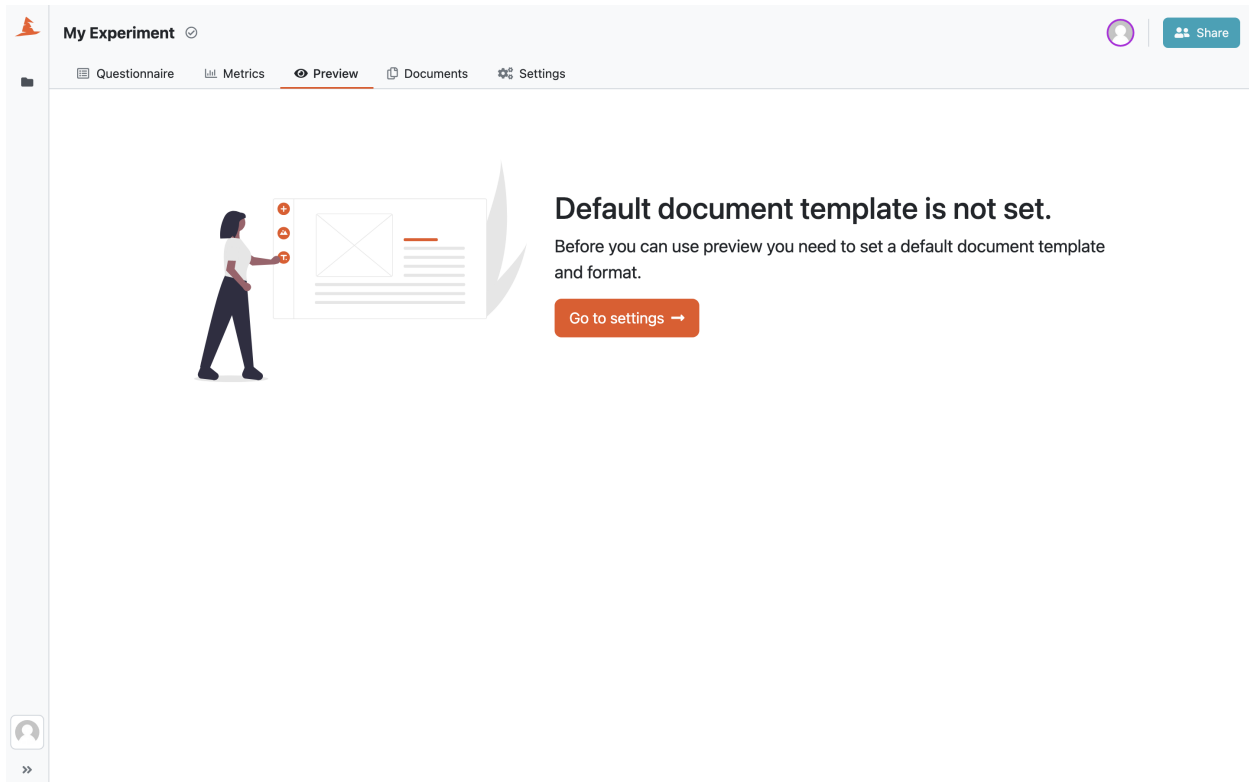 My Experiment
Share
Questionnaire
Metrics
Preview
Documents
Settings
Default document template is not set.
Before you can use preview you need to set a default document template
and format.
Go to settings